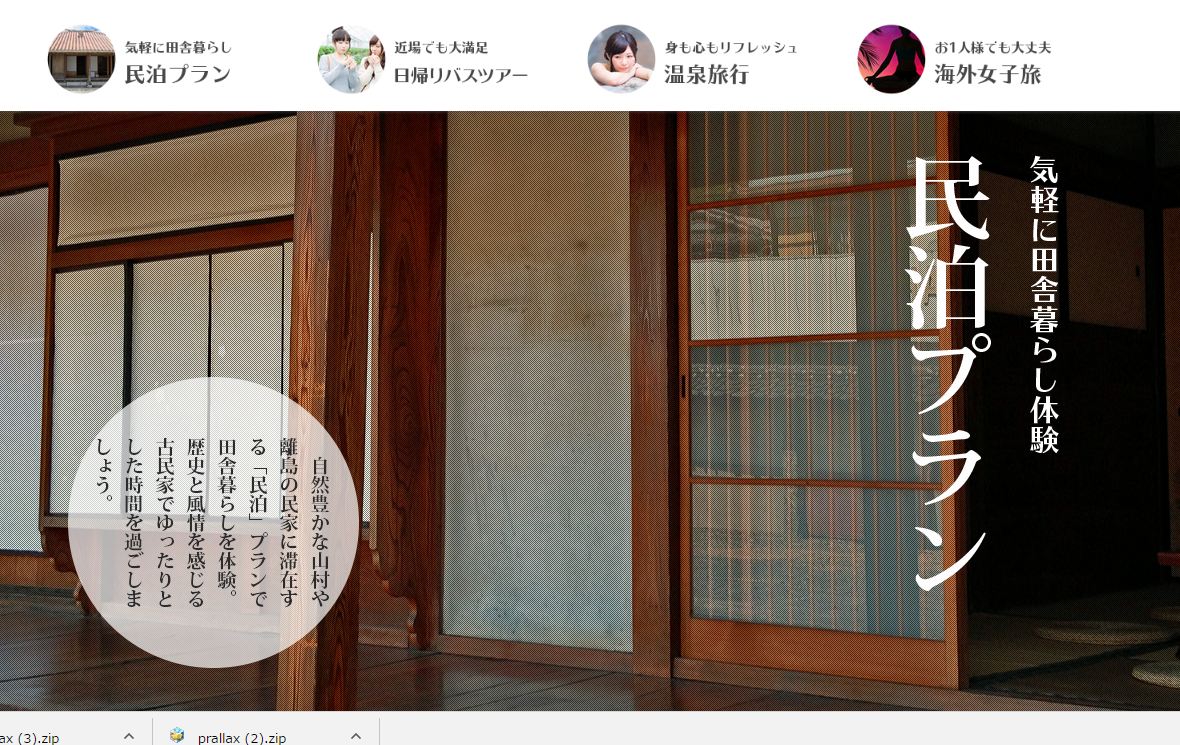 気軽に田舎暮らし
民泊プラン
近場でも大満足
日帰りバスツアー
身も心もリフレッシュ
温泉旅行
お1人様でも大丈夫
海外女子旅
気軽に田舎暮らし体験
民泊プラン
自然豊かな山村や
離島の民家に滞在す
る「民泊」プランで
田舎暮らしを体験。
歴史と風情を感じる
古民家でゆったりと
した時間を過ごしま
しょう。
ax (3).zip
prallax (2).zip